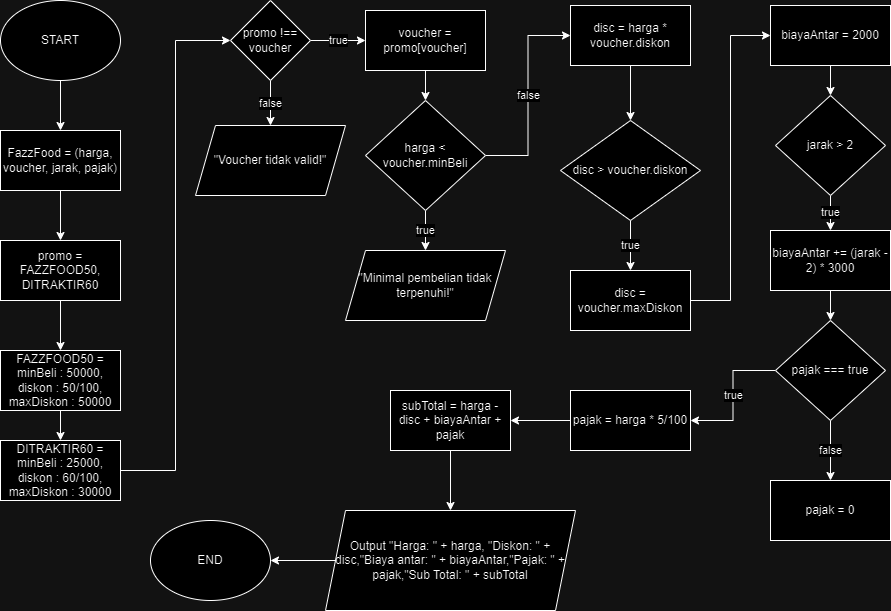 START
FazzFood = (harga,
voucher, jarak, pajak)
promo =
FAZZFOOD50,
DITRAKTIR60
FAZZFOOD50 =
minBeli : 50000,
diskon : 50/100,
maxDiskon : 50000
DITRAKTIR60 =
minBeli : 25000,
diskon : 60/100,
maxDiskon : 30000
promo !==
voucher
true
false
"Voucher tidak valid!"
voucher =
promo[voucher]
harga <
voucher.minBeli
false
true
"Minimal pembelian tidak
terpenuhi!"
disc = harga *
voucher.diskon
disc > voucher.diskon
true
disc =
voucher.maxDiskon
biayaAntar = 2000
jarak > 2
true
biayaAntar += (jarak -
2) * 3000
pajak === true
true
false
pajak = 0
pajak = harga * 5/100
subTotal = harga -
disc + biayaAntar +
pajak
Output "Harga: " + harga, "Diskon: " +
disc,"Biaya antar: " + biayaAntar,"Pajak: " +
pajak,"Sub Total: " + subTotal
END